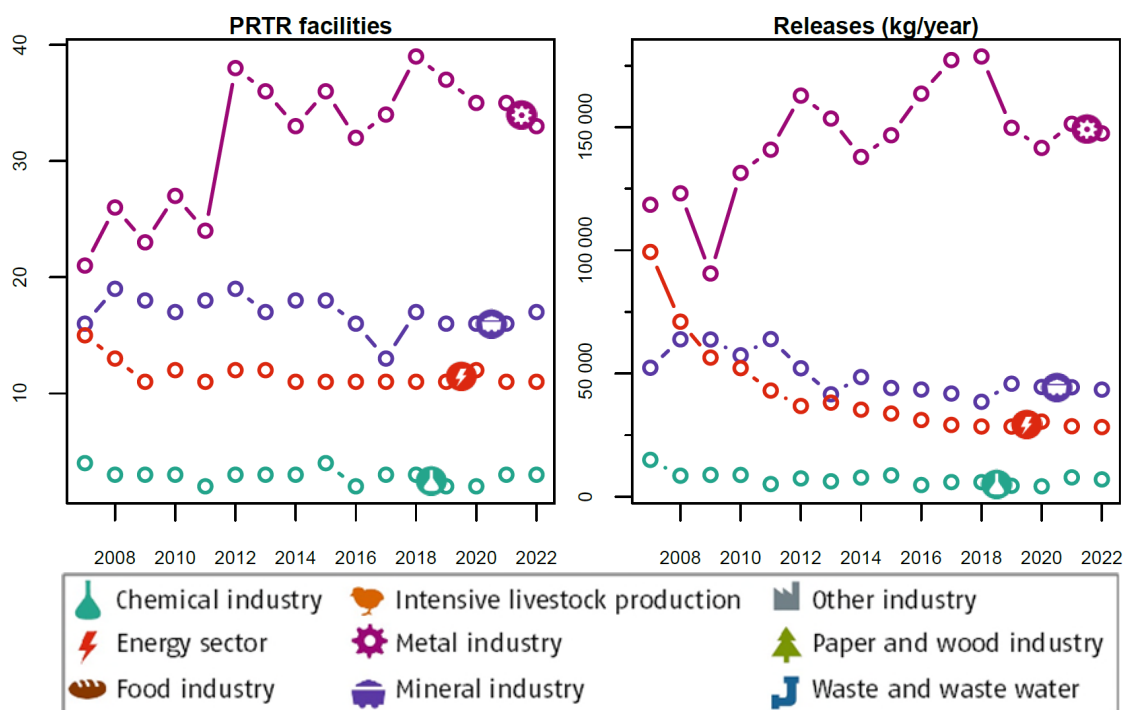 PRTR facilities
Releases (kg/year)
40
30
20
10
150 000
100 000
50 000
0
2008 2010 2012 2014 2016 2018 2020 2022
2008 2010 2012 2014 2016 2018 2020 2022
Chemical industry Intensive livestock production Other industry
Energy sector Metal industry Paper and wood industry
Food industry Mineral industry Waste and waste water